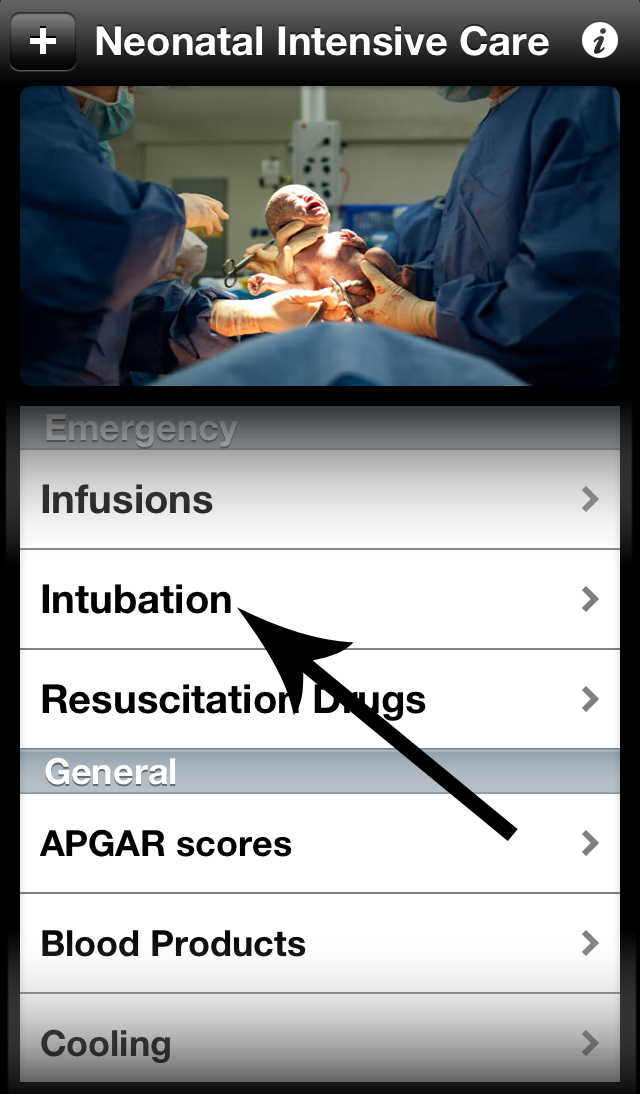 Neonatal Intensive Care
Emergency
Infusions
Intubation
Resuscitation Drugs
General
APGAR scores
Blood Products
Cooling